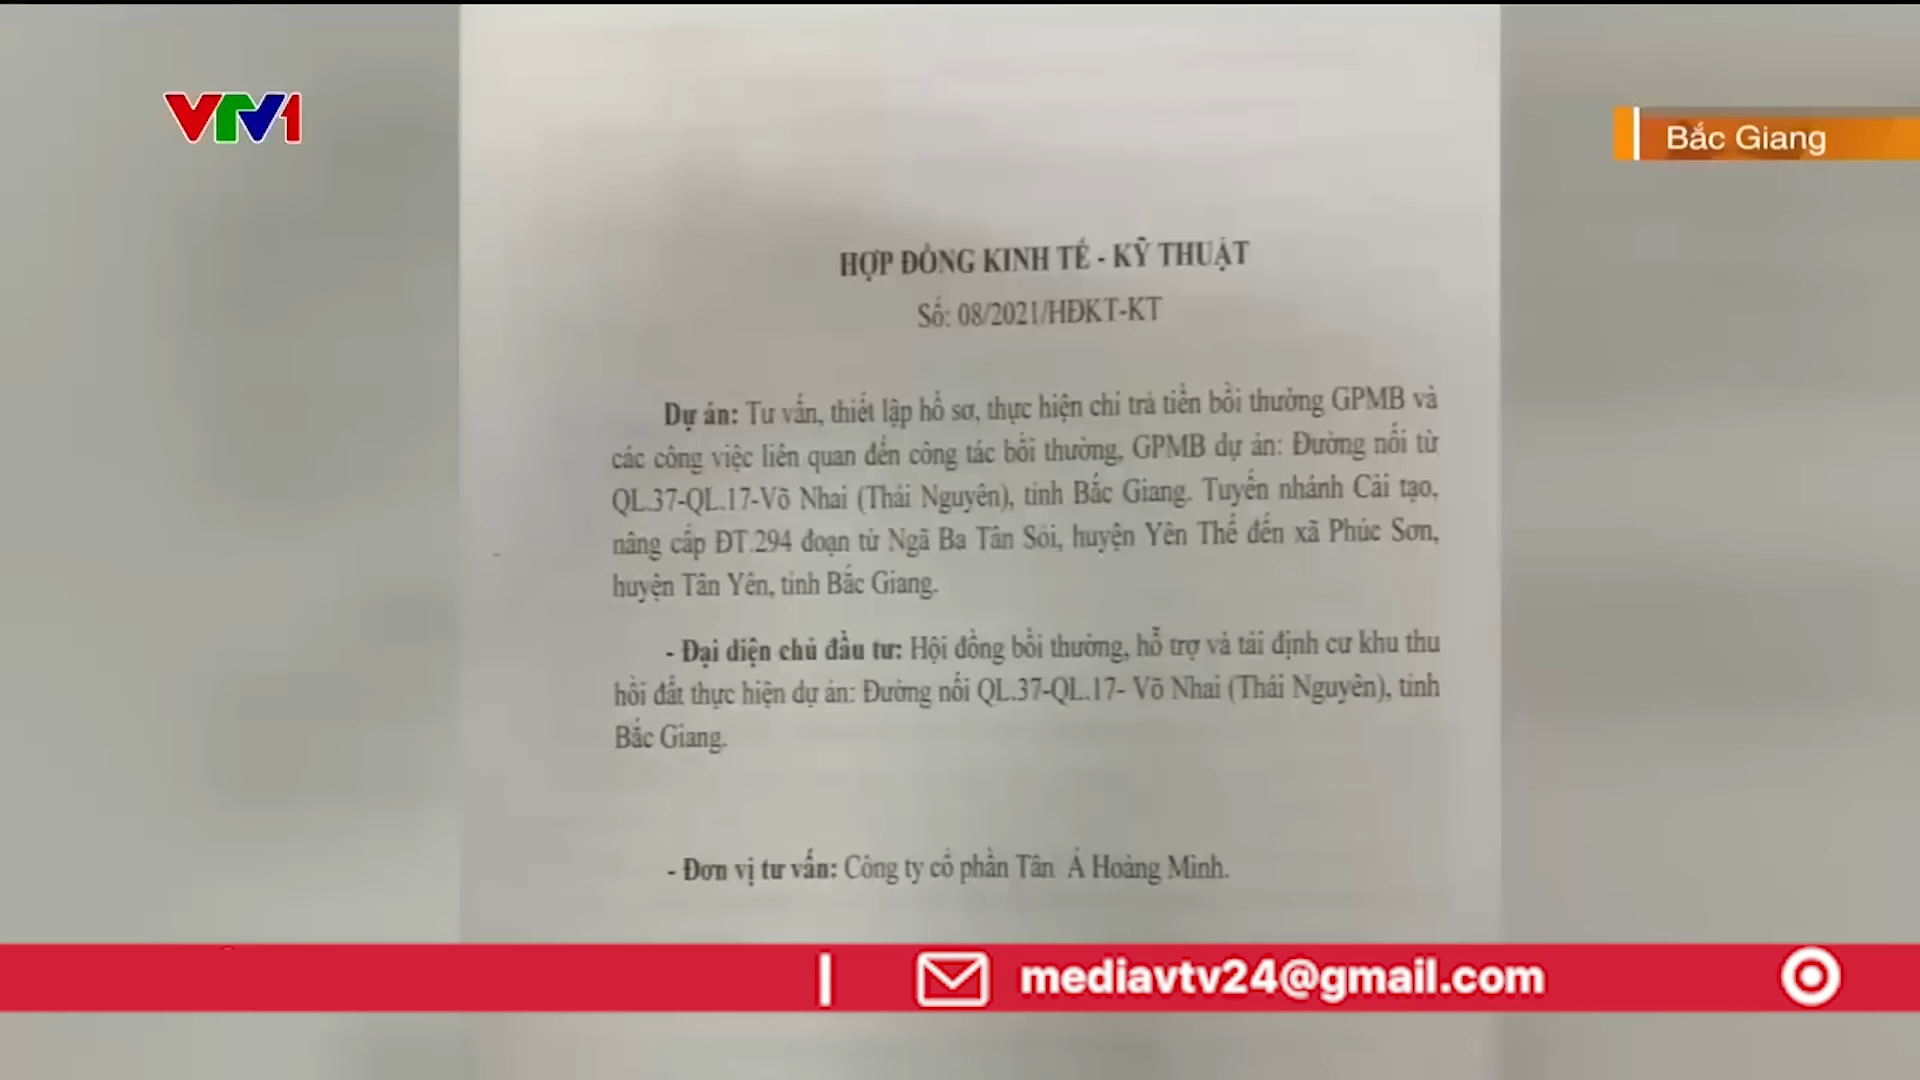 VTV1
Bắc Giang
HỢP ĐỒNG KINH TẾ - KỸ THUẬT
Số: 08/2021/HĐKT-KT
Dự án: Tư vấn, thiết lập hồ sơ, thực hiện chi trả tiền bồi thường GPMB và
các công việc liên quan đến công tác bồi thường, GPMB dự án: Đường nối từ
QL.37-QL.17-Võ Nhai (Thái Nguyên), tỉnh Bắc Giang. Tuyến nhánh Cải tạo,
nâng cấp ĐT.294 đoạn từ Ngã Ba Tân Sỏi, huyện Yên Thế đến xã Phúc Sơn,
huyện Tân Yên, tỉnh Bắc Giang.
- Đại diện chủ đầu tư: Hội đồng bồi thường, hỗ trợ và tái định cư khu thu
hồi đất thực hiện dự án: Đường nối QL.37-QL.17- Võ Nhai (Thái Nguyên), tỉnh
Bắc Giang.
- Đơn vị tư vấn: Công ty cổ phần Tân Á Hoàng Minh.
mediavtv24@gmail.com